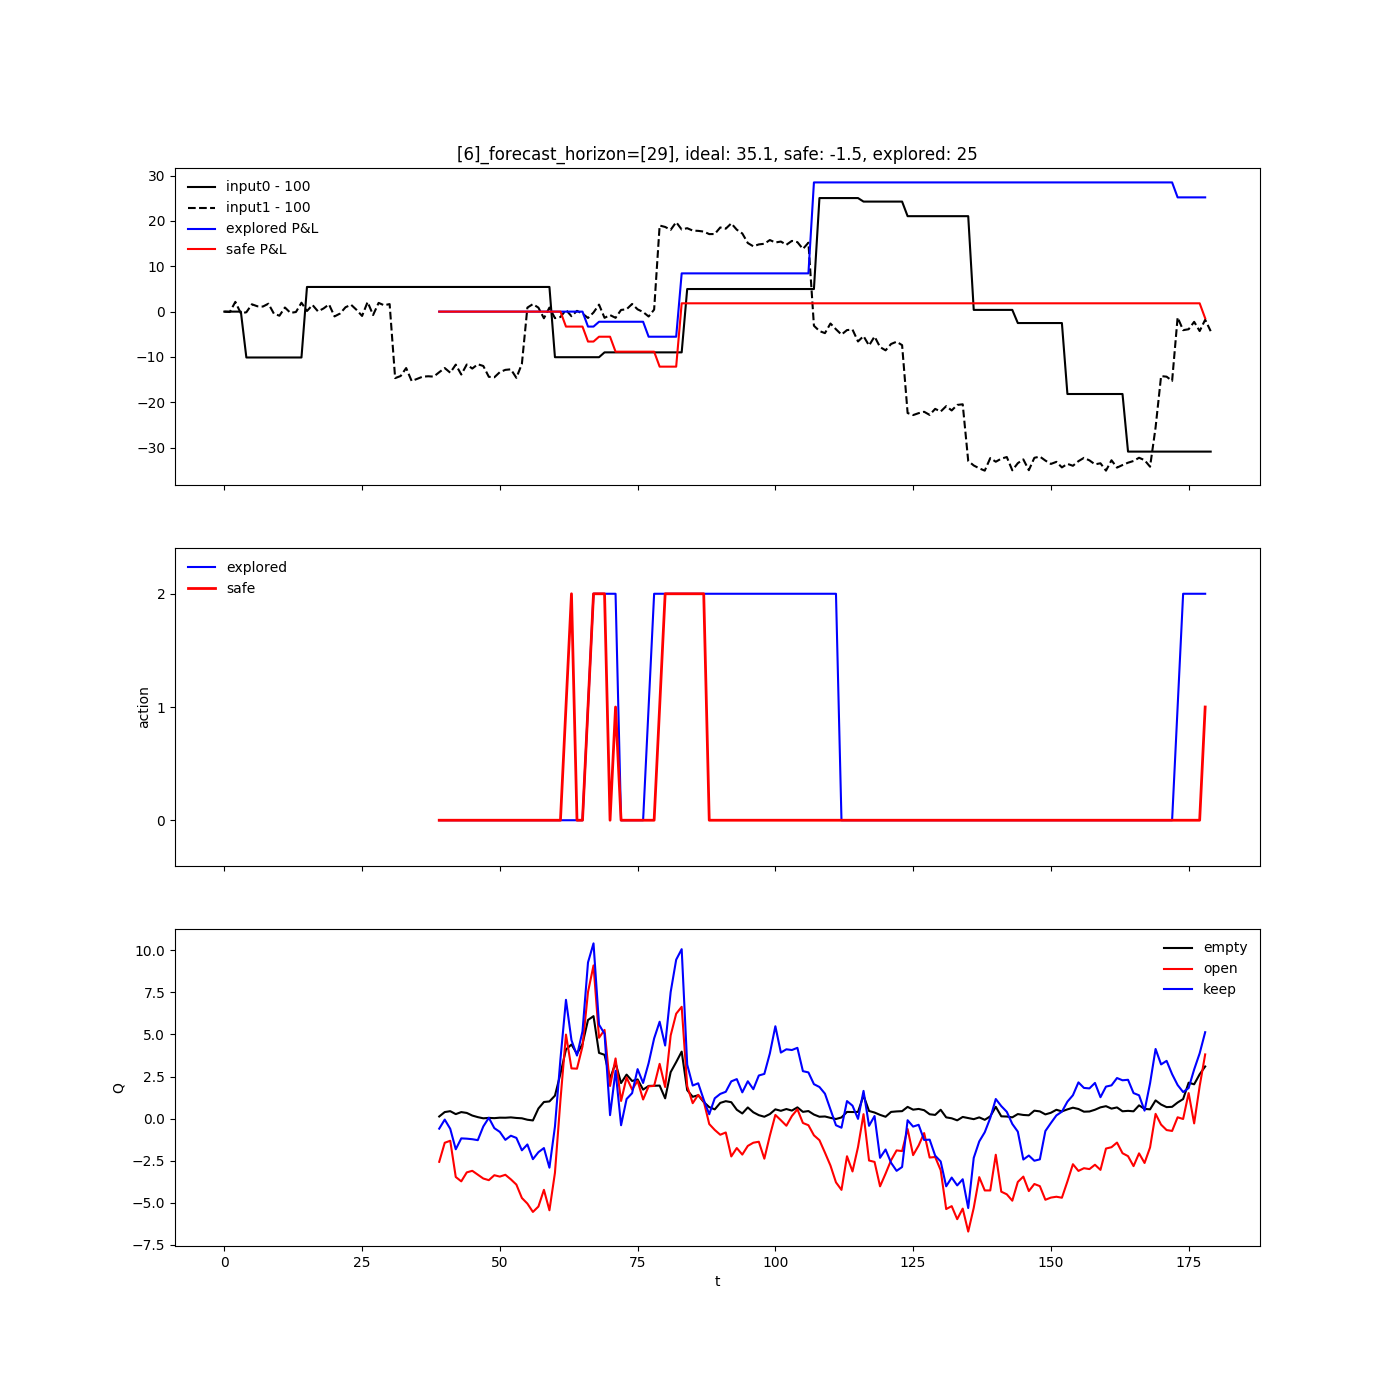 [6]_forecast_horizon=[29], ideal: 35.1, safe: -1.5, explored: 25
30
20
10
0
−10
−20
−30
input0 - 100
input1 - 100
explored P&L
safe P&L
2
1
0
action
explored
safe
10.0
7.5
5.0
2.5
0.0
−2.5
−5.0
−7.5
Q
empty
open
keep
0 25 50 75 100 125 150 175
t